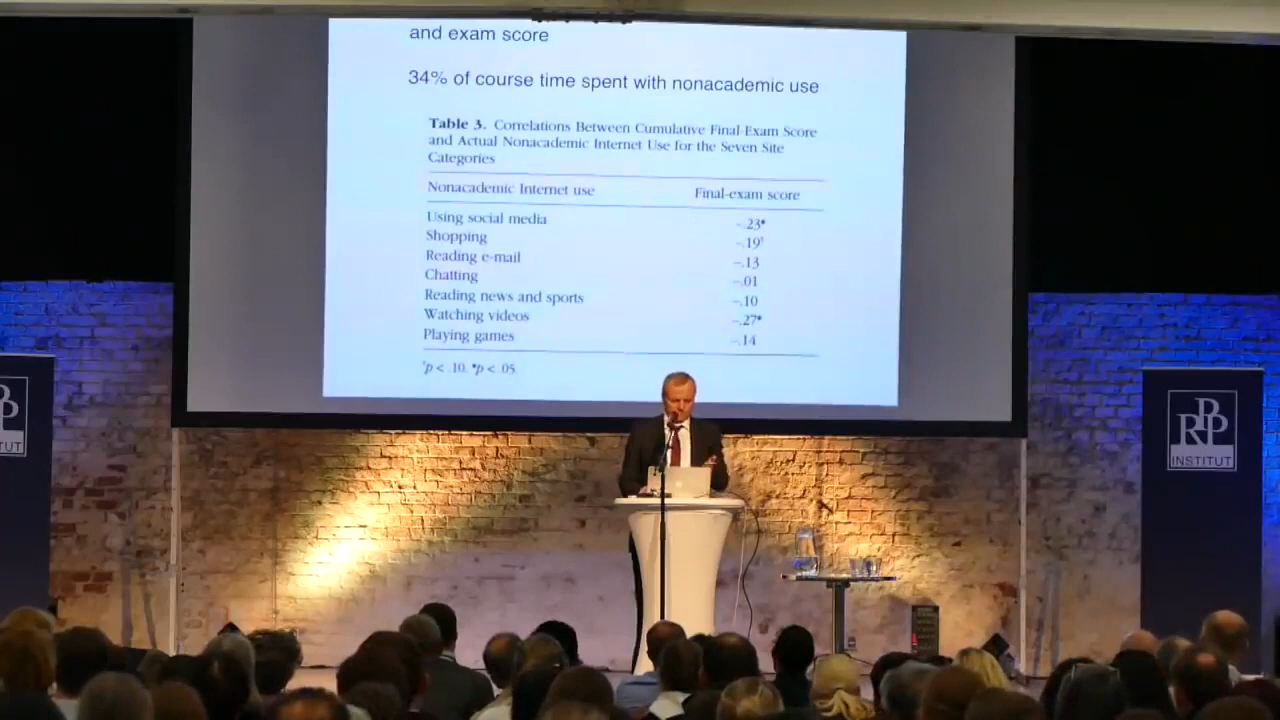 and exam score
34% of course time spent with nonacademic use
Table 3. Correlations Between Cumulative Final-Exam Score
and Actual Nonacademic Internet Use for the Seven Site
Categories
Nonacademic Internet use Final-exam score
Using social media –.23*
Shopping –.19†
Reading e-mail –.13
Chatting –.01
Reading news and sports –.10
Watching videos –.27*
Playing games –.14
†p < .10. *p < .05.
RPP
INSTITUT